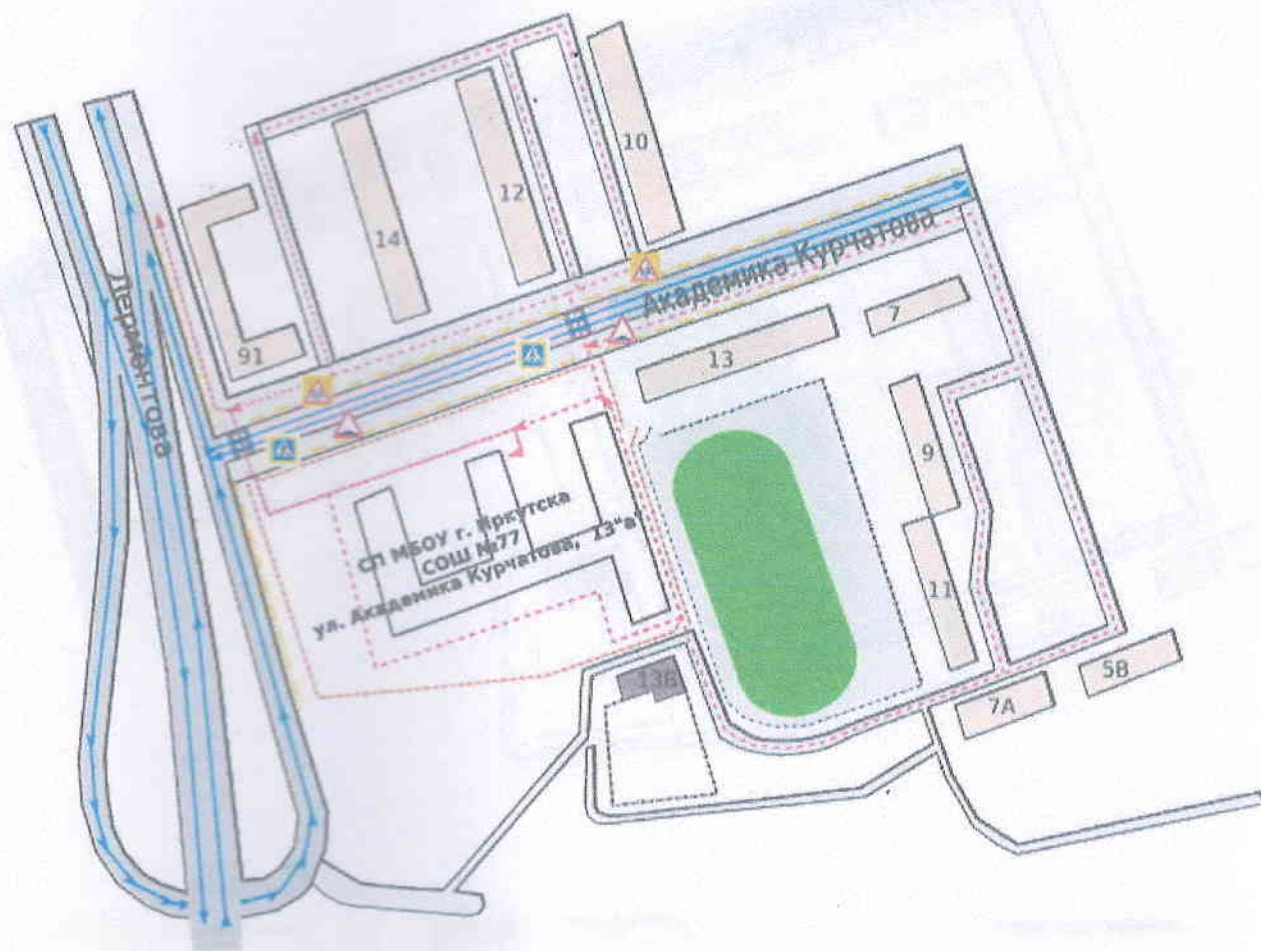 10
12
14
Академика Курчатова
Лермонтово
91
7
13
9
СП МБОУ г. Иркутска
СОШ №77
ул. Академика Курчатова, 13"а"
11
13Б
5В
7А